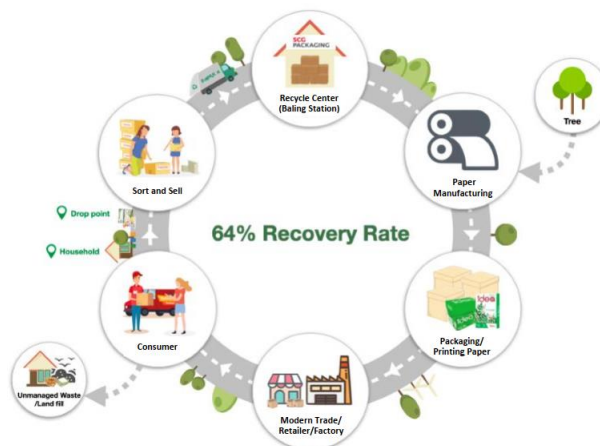 SCG
PACKAGING
Recycle Center
(Baling Station)
Tree
Paper
Manufacturing
Sort and Sell
Drop point
64% Recovery Rate
Household
Consumer
Packaging/
Printing Paper
Unmanaged Waste
/Land fill
Modern Trade/
Retailer/Factory